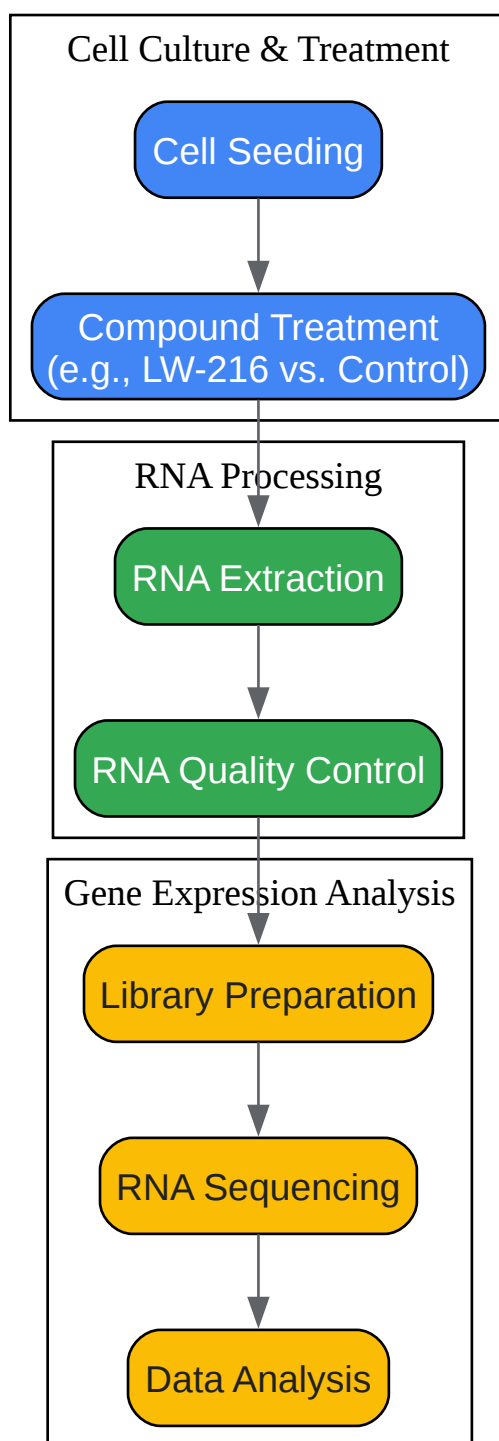 Cell Culture & Treatment
Cell Seeding
Compound Treatment
(e.g., LW-216 vs. Control)
RNA Processing
RNA Extraction
RNA Quality Control
Gene Expression Analysis
Library Preparation
RNA Sequencing
Data Analysis